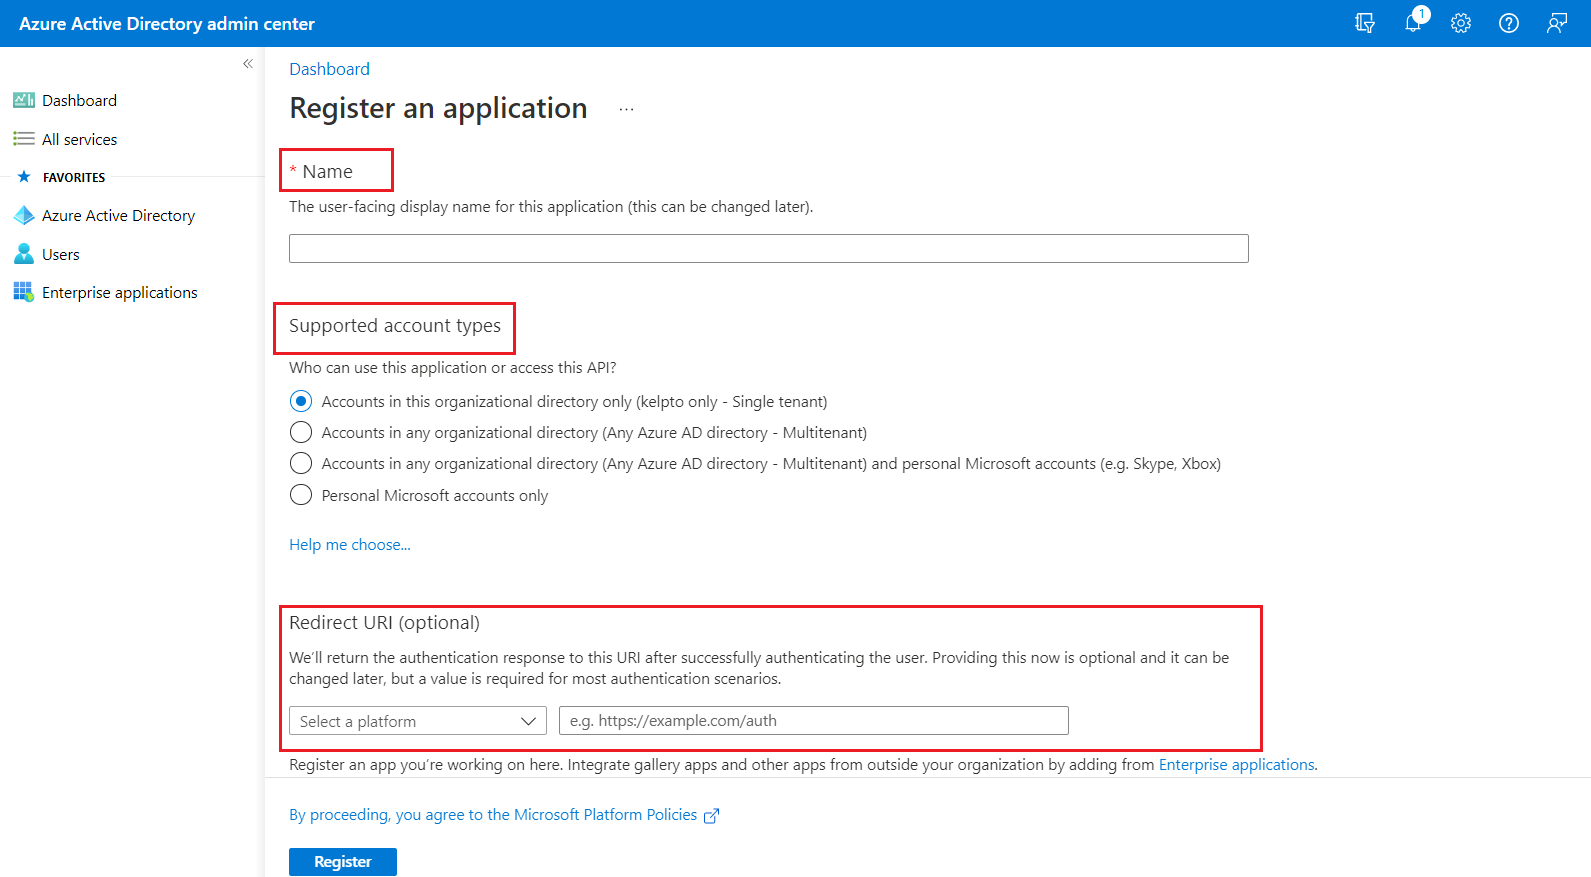 Azure Active Directory admin center
1
«
Dashboard
All services
FAVORITES
Azure Active Directory
Users
Enterprise applications
Dashboard
Register an application ...
* Name
The user-facing display name for this application (this can be changed later).
Supported account types
Who can use this application or access this API?
Accounts in this organizational directory only (kelpto only - Single tenant)
Accounts in any organizational directory (Any Azure AD directory - Multitenant)
Accounts in any organizational directory (Any Azure AD directory - Multitenant) and personal Microsoft accounts (e.g. Skype, Xbox)
Personal Microsoft accounts only
Help me choose...
Redirect URI (optional)
We'll return the authentication response to this URI after successfully authenticating the user. Providing this now is optional and it can be
changed later, but a value is required for most authentication scenarios.
Select a platform
e.g. https://example.com/auth
Register an app you're working on here. Integrate gallery apps and other apps from outside your organization by adding from Enterprise applications.
By proceeding, you agree to the Microsoft Platform Policies
Register